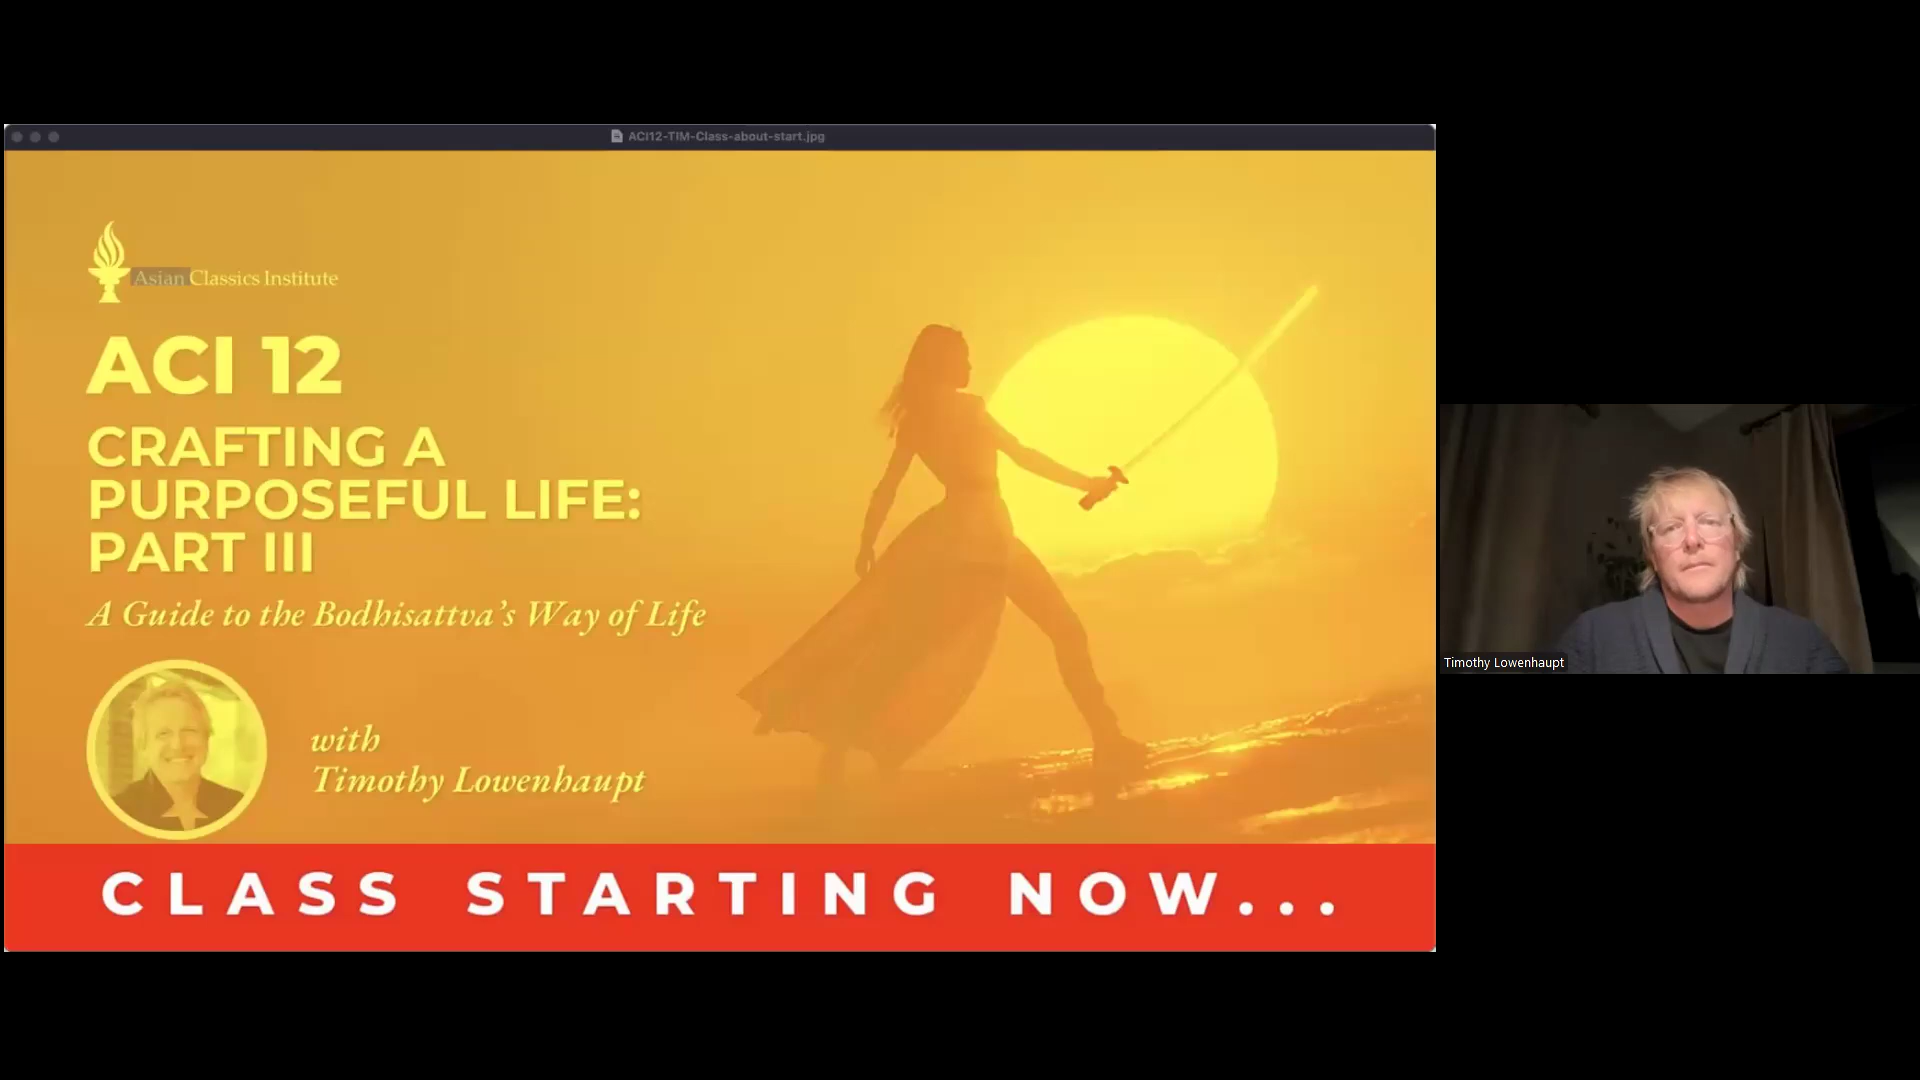 ACI12-TIM-Class-about-start.jpg
Asian Classics Institute
ACI 12
CRAFTING A
PURPOSEFUL LIFE:
PART III
A Guide to the Bodhisattva's Way of Life
with
Timothy Lowenhaupt
CLASS STARTING NOW...
Timothy Lowenhaupt